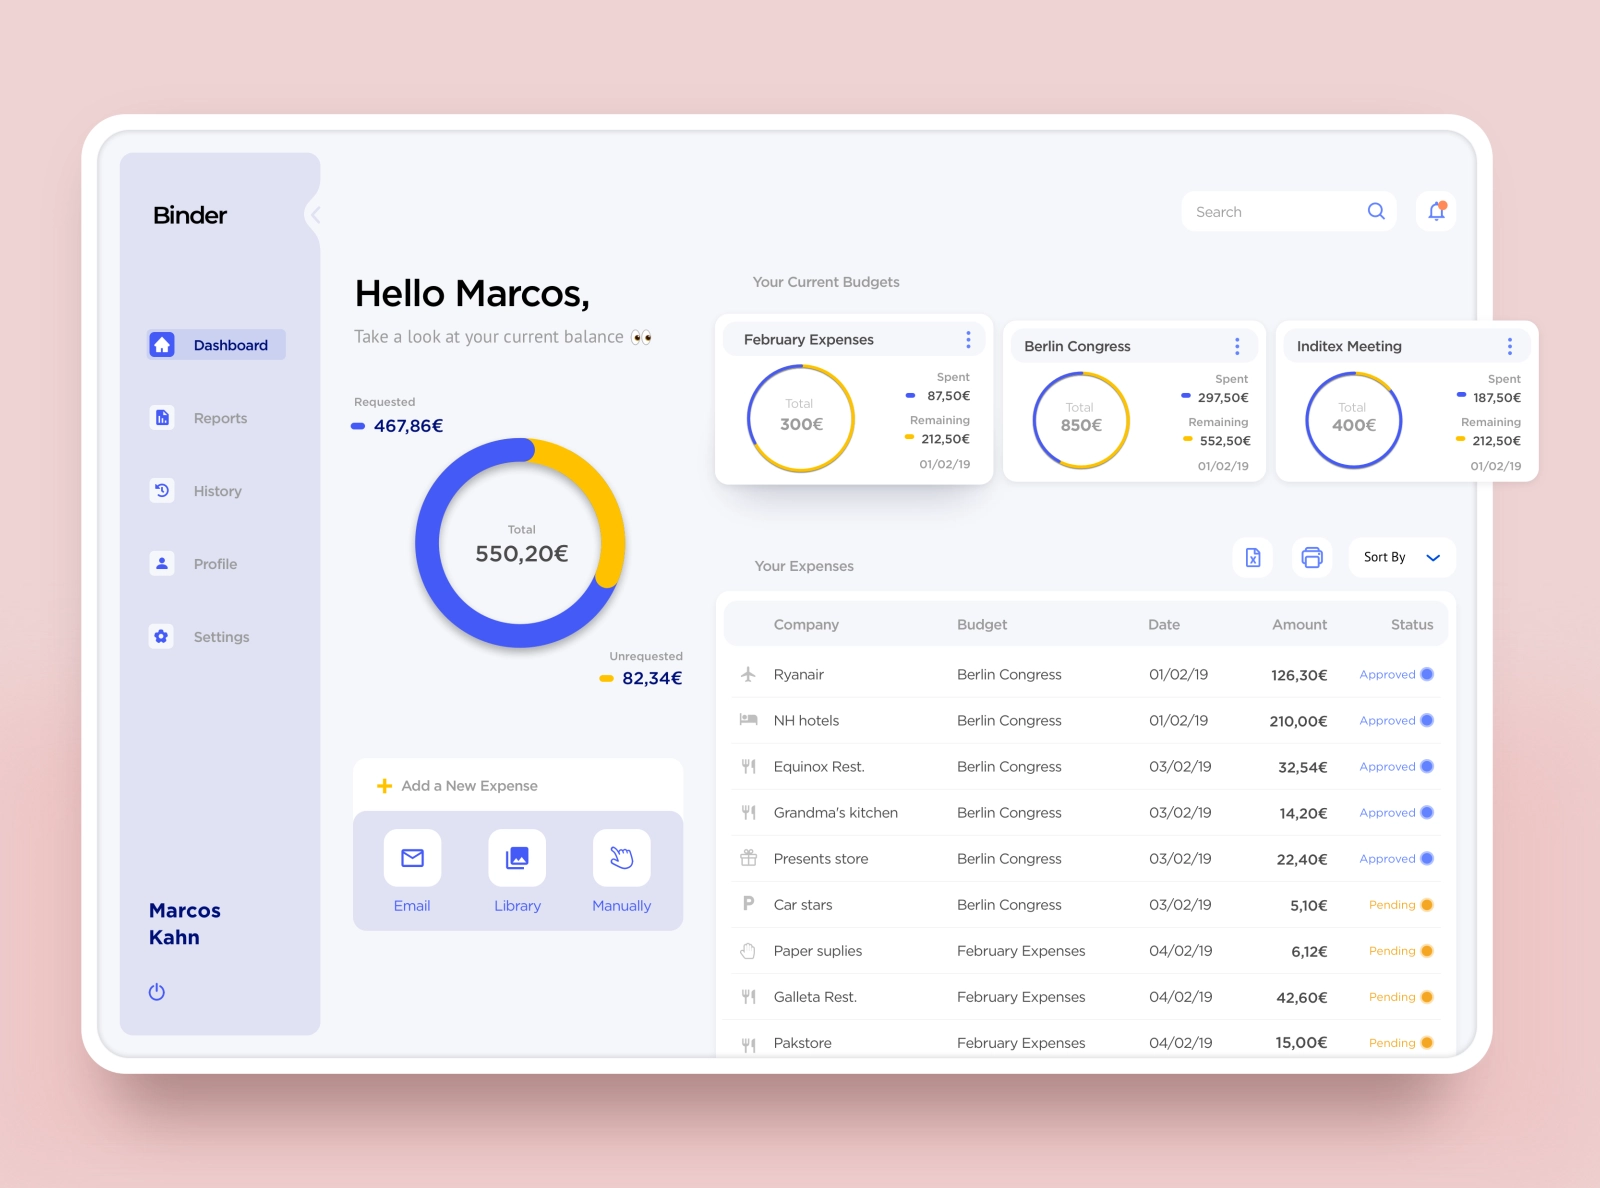 Binder
Dashboard
Reports
History
Profile
Settings
Marcos
Kahn
Search
Hello Marcos,
Take a look at your current balance 👀
Requested
467,86€
Total
550,20€
Unrequested
82,34€
Add a New Expense
Email Library Manually
Your Current Budgets
February Expenses
Total
300€
Spent
87,50€
Remaining
212,50€
01/02/19
Berlin Congress
Total
850€
Spent
297,50€
Remaining
552,50€
01/02/19
Inditex Meeting
Total
400€
Spent
187,50€
Remaining
212,50€
01/02/19
Your Expenses
Sort By
Company Budget Date Amount Status
Ryanair Berlin Congress 01/02/19 126,30€ Approved
NH hotels Berlin Congress 01/02/19 210,00€ Approved
Equinox Rest. Berlin Congress 03/02/19 32,54€ Approved
Grandma's kitchen Berlin Congress 03/02/19 14,20€ Approved
Presents store Berlin Congress 03/02/19 22,40€ Approved
P Car stars Berlin Congress 03/02/19 5,10€ Pending
Paper suplies February Expenses 04/02/19 6,12€ Pending
Galleta Rest. February Expenses 04/02/19 42,60€ Pending
Pakstore February Expenses 04/02/19 15,00€ Pending